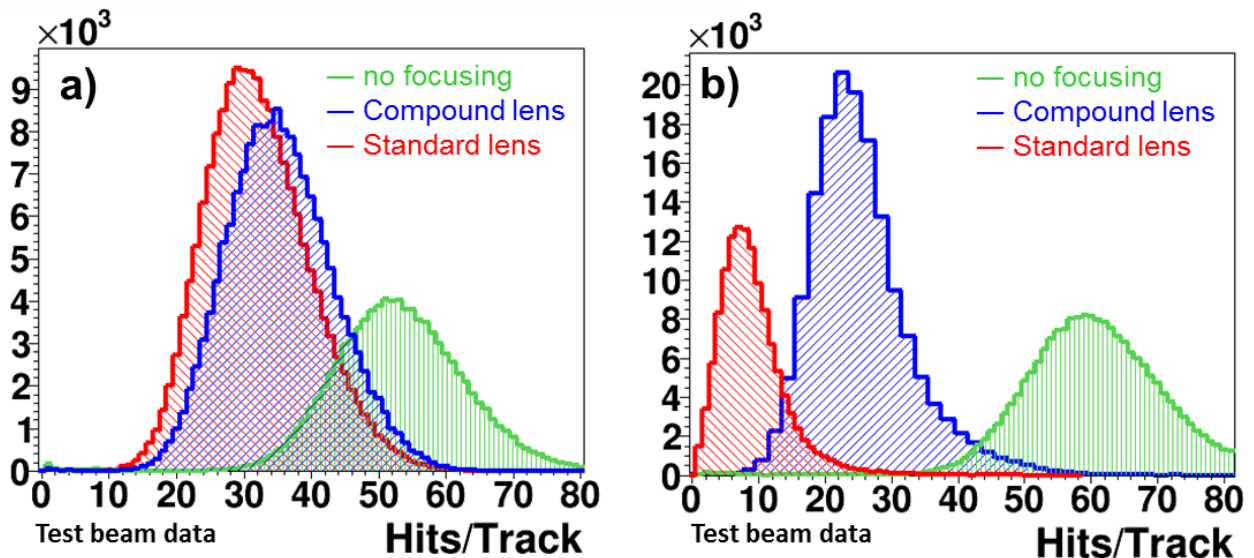 ×10³
a)
no focusing
Compound lens
Standard lens
9
8
7
6
5
4
3
2
1
0
0 10 20 30 40 50 60 70 80
Test beam data
Hits/Track
×10³
b)
no focusing
Compound lens
Standard lens
20
18
16
14
12
10
8
6
4
2
0
0 10 20 30 40 50 60 70 80
Test beam data
Hits/Track